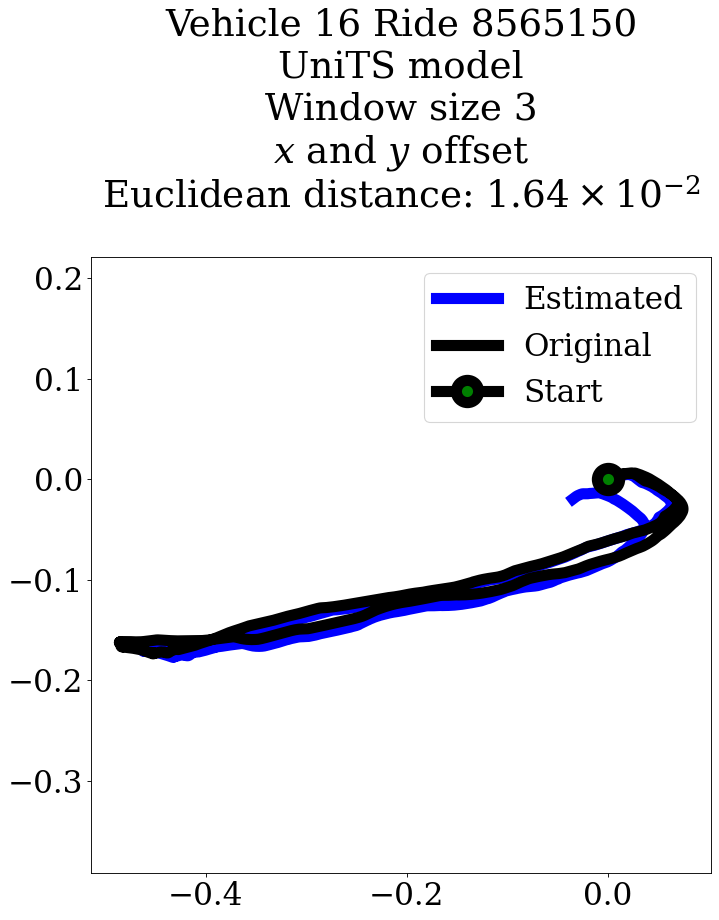 Vehicle 16 Ride 8565150
UniTS model
Window size 3
x and y offset
Euclidean distance: 1.64 × 10⁻²
Estimated
Original
Start
0.2
0.1
0.0
−0.1
−0.2
−0.3
−0.4 −0.2 0.0